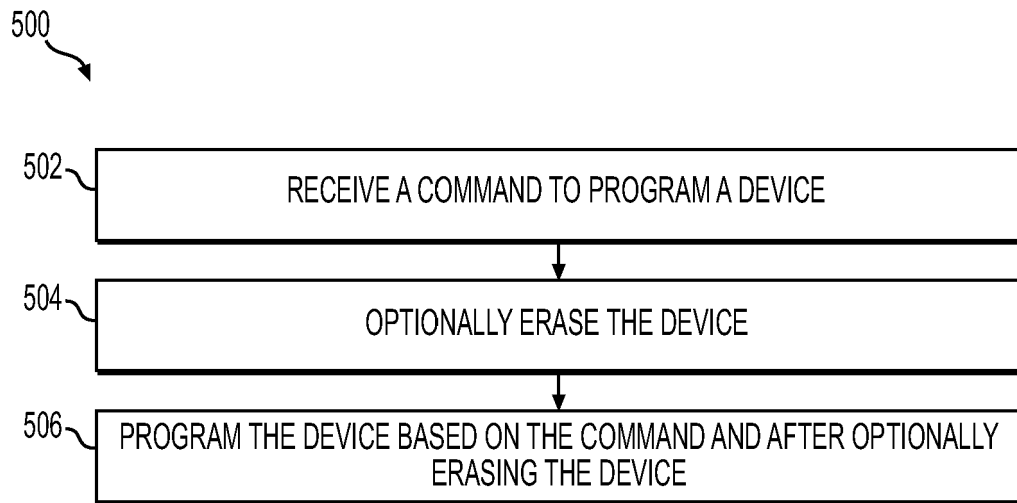 500
502
RECEIVE A COMMAND TO PROGRAM A DEVICE
504
OPTIONALLY ERASE THE DEVICE
506
PROGRAM THE DEVICE BASED ON THE COMMAND AND AFTER OPTIONALLY
ERASING THE DEVICE